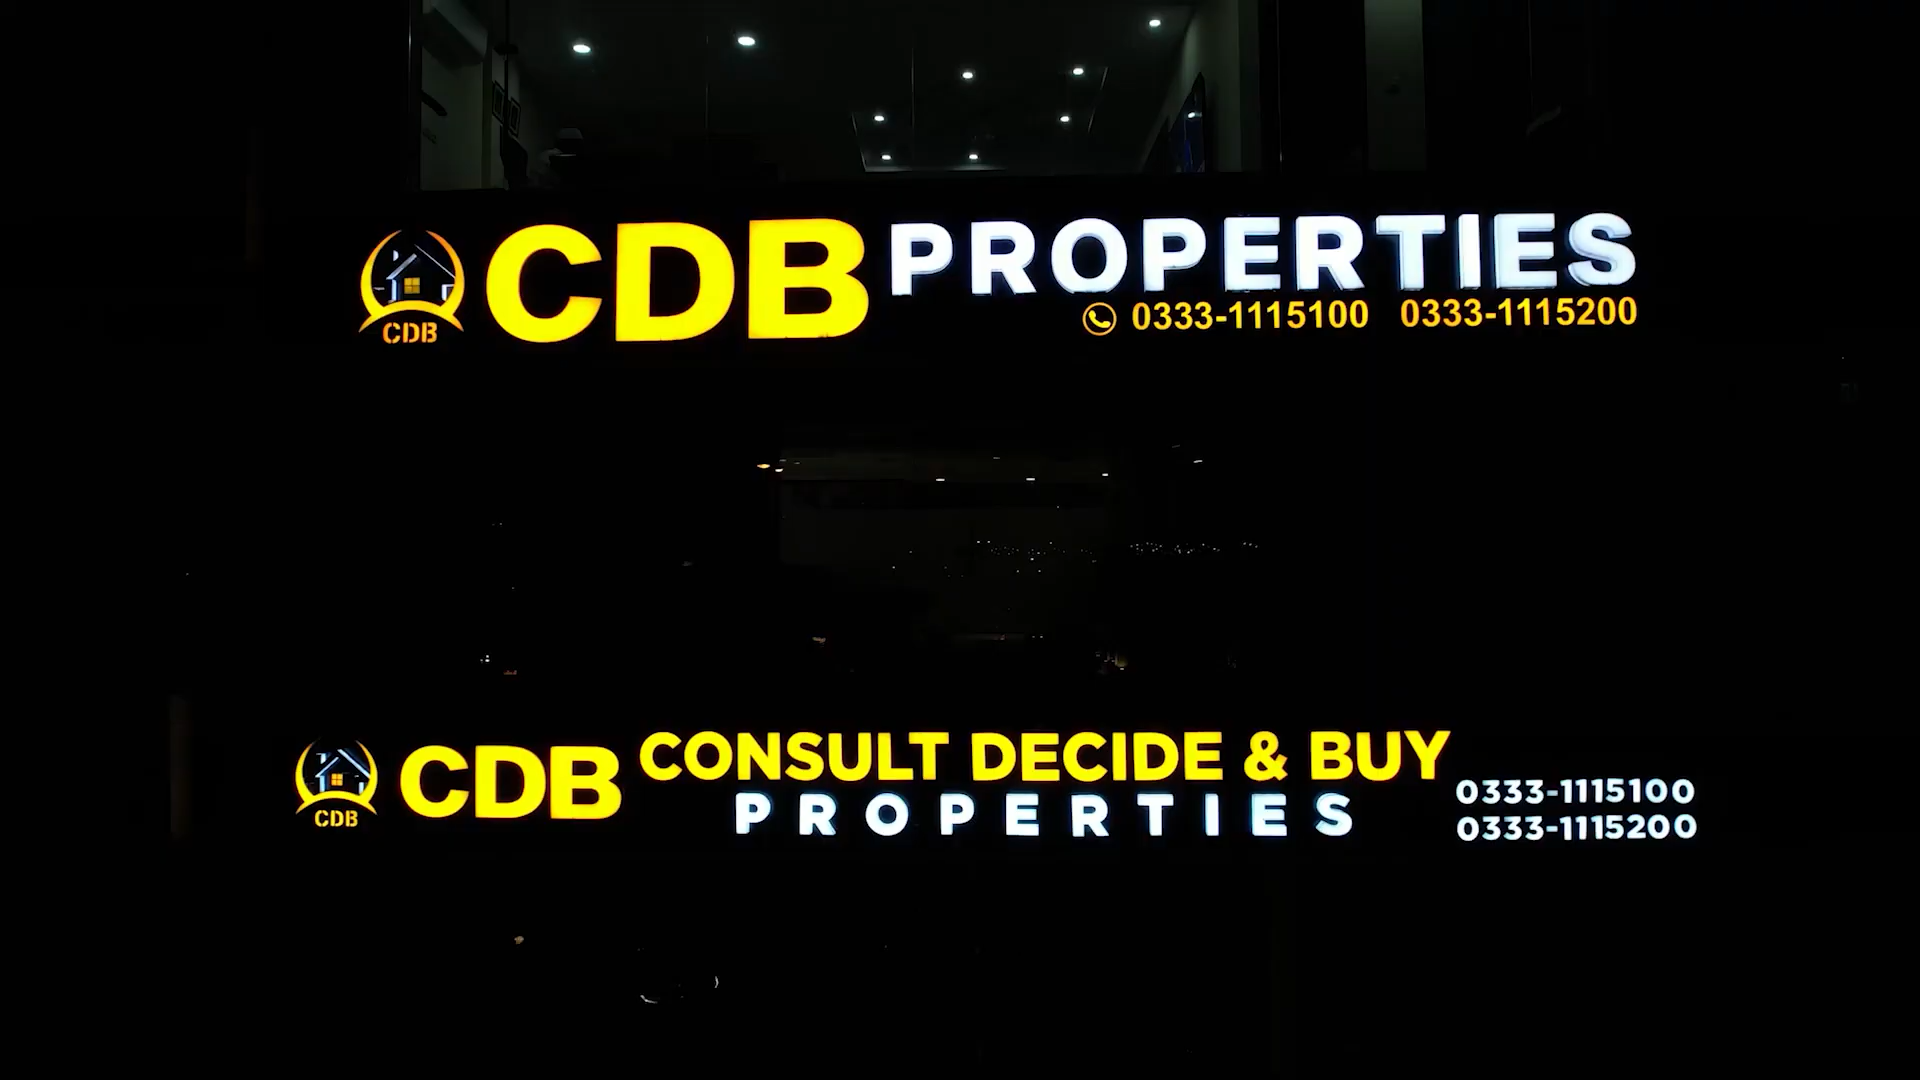 CDB PROPERTIES
CDB
0333-1115100 0333-1115200
CDB CONSULT DECIDE & BUY
PROPERTIES
CDB
0333-1115100
0333-1115200